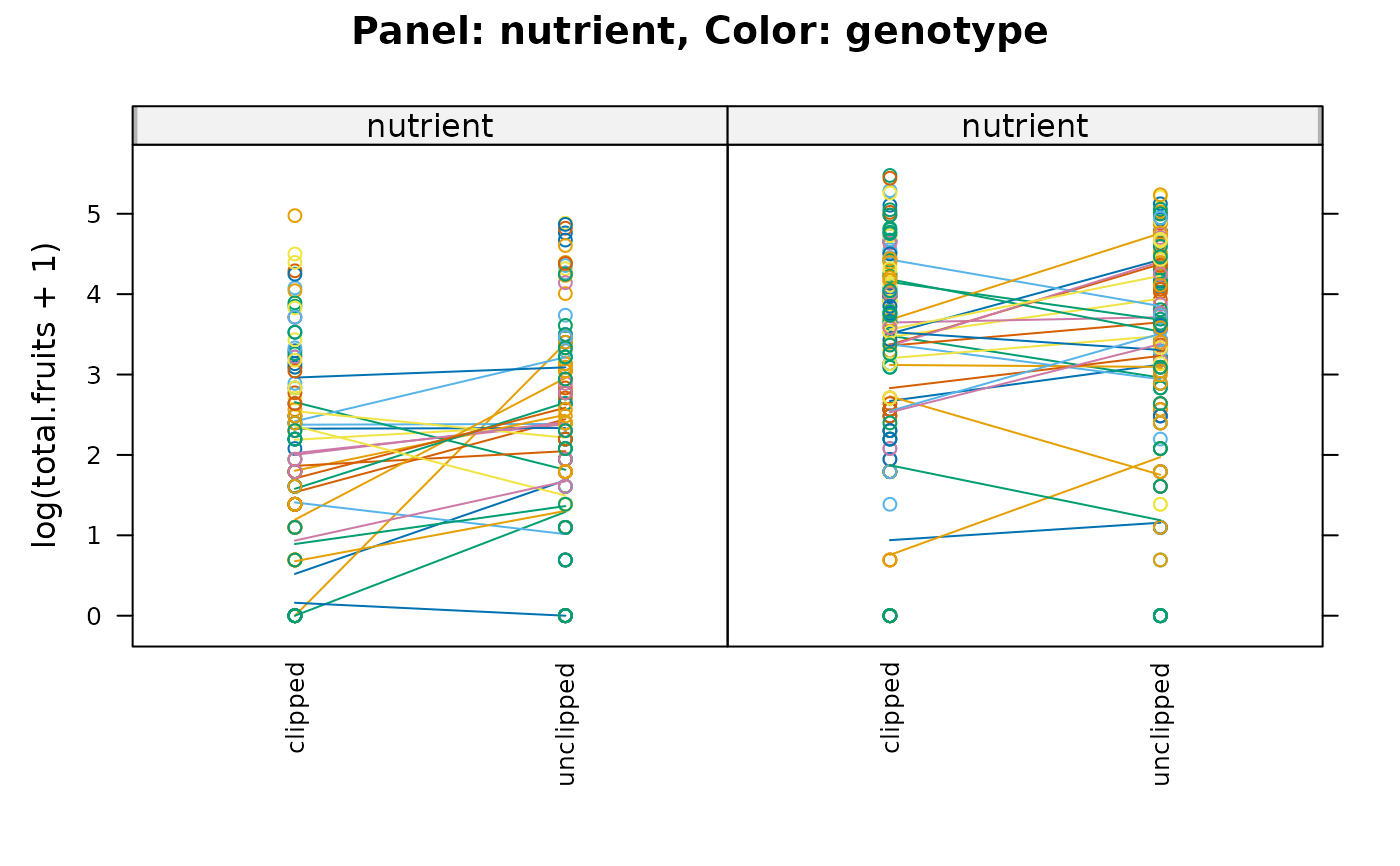 Panel: nutrient, Color: genotype
nutrient nutrient
log(total.fruits + 1)
5
4
3
2
1
0
clipped
unclipped
clipped
unclipped